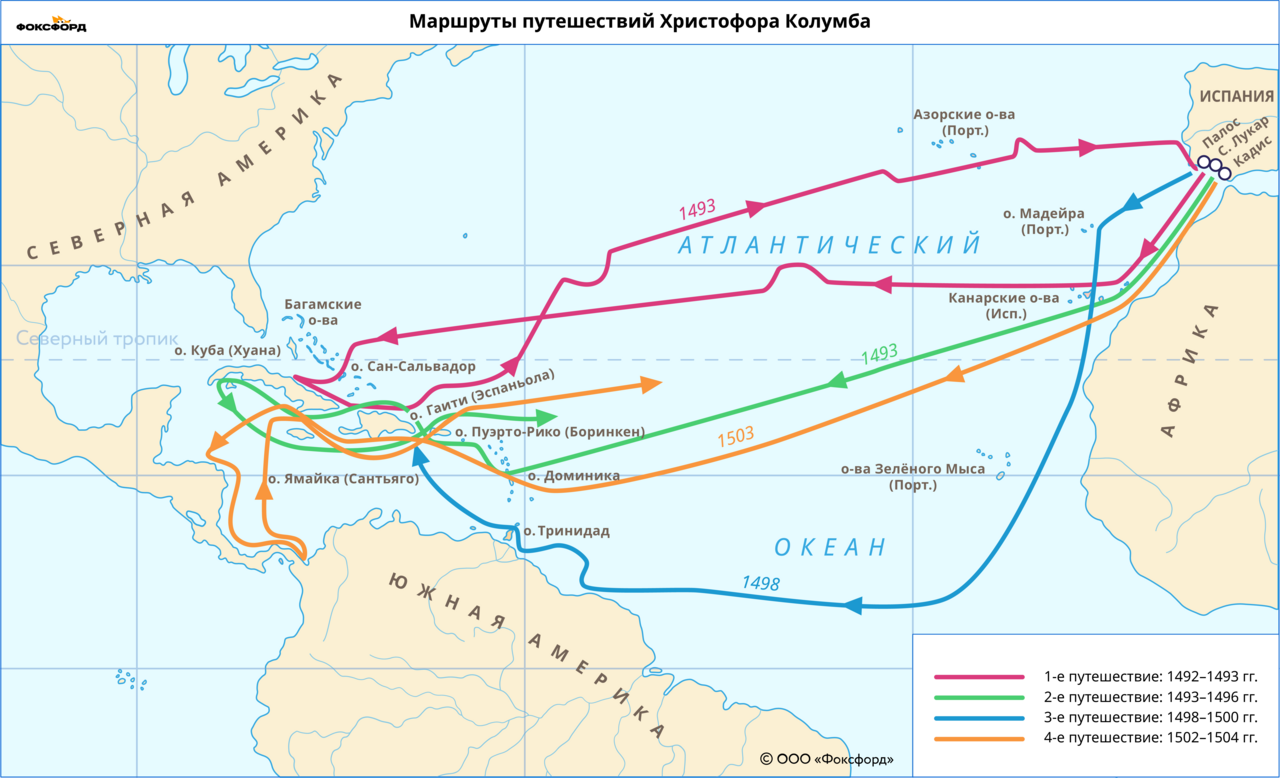 ФОКСФОРД
Маршруты путешествий Христофора Колумба
СЕВЕРНАЯ АМЕРИКА
ИСПАНИЯ
Палос
С. Лукар
Кадис
Азорские о-ва
(Порт.)
1493
о. Мадейра
(Порт.)
АТЛАНТИЧЕСКИЙ
Канарские о-ва
(Исп.)
Багамские
о-ва
Северный тропик
о. Куба (Хуана)
о. Сан-Сальвадор
1493
АФРИКА
о. Гаити (Эспаньола)
о. Пуэрто-Рико (Боринкен)
1503
о. Ямайка (Сантьяго)
о. Доминика
о-ва Зелёного Мыса
(Порт.)
о. Тринидад
ОКЕАН
1498
ЮЖНАЯ АМЕРИКА
1-е путешествие: 1492–1493 гг.
2-е путешествие: 1493–1496 гг.
3-е путешествие: 1498–1500 гг.
4-е путешествие: 1502–1504 гг.
© ООО «Фоксфорд»